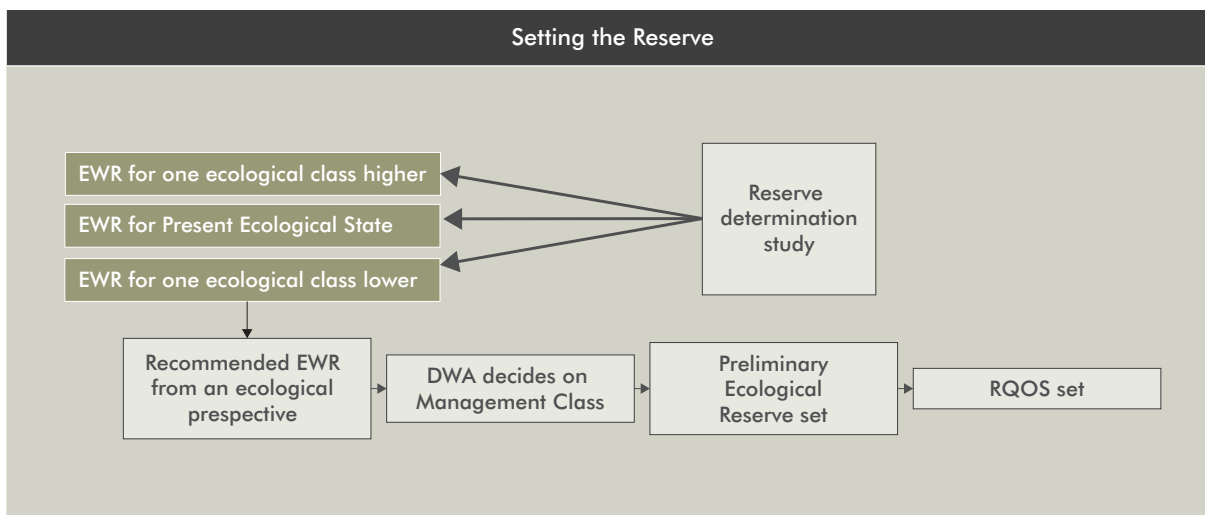 Setting the Reserve
EWR for one ecological class higher
EWR for Present Ecological State
EWR for one ecological class lower
Reserve
determination
study
Recommended EWR
from an ecological
prespective
DWA decides on
Management Class
Preliminary
Ecological
Reserve set
RQOS set